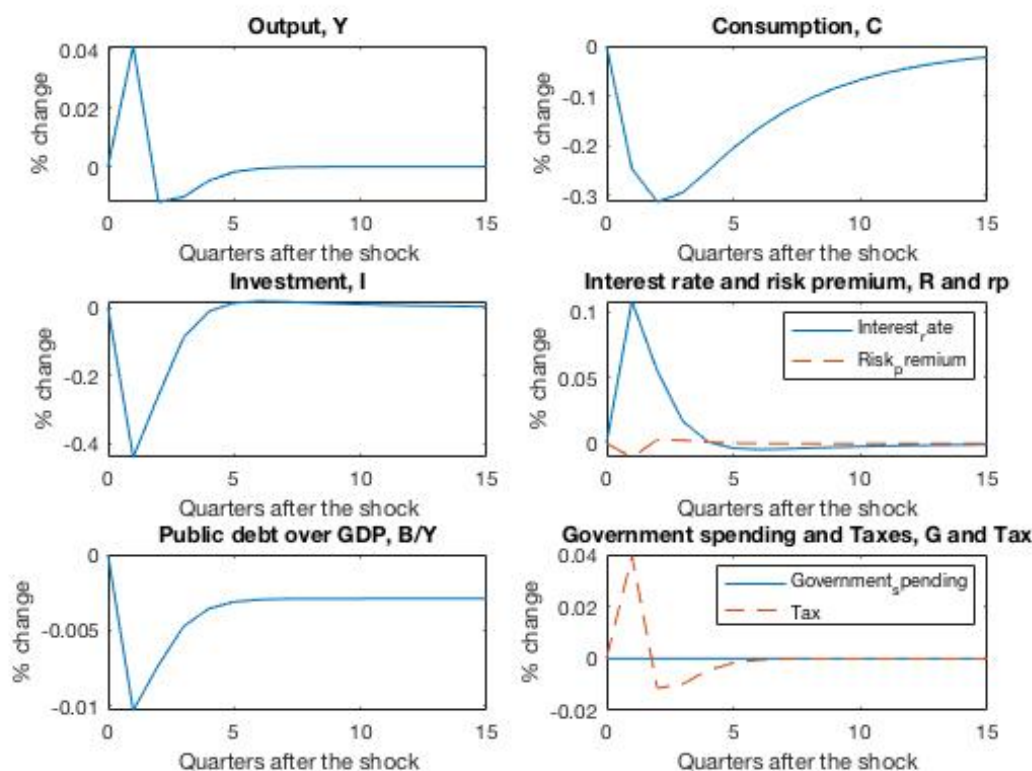 Output, Y
% change
0.04
0.02
0
0 5 10 15
Quarters after the shock
Consumption, C
% change
0
-0.1
-0.2
-0.3
0 5 10 15
Quarters after the shock
Investment, I
% change
0
-0.2
-0.4
0 5 10 15
Quarters after the shock
Interest rate and risk premium, R and rp
% change
0.1
0.05
0
Interest_rate
Risk_premium
0 5 10 15
Quarters after the shock
Public debt over GDP, B/Y
% change
0
-0.005
-0.01
0 5 10 15
Quarters after the shock
Government spending and Taxes, G and Tax
% change
0.04
0.02
0
-0.02
Government_spending
Tax
0 5 10 15
Quarters after the shock